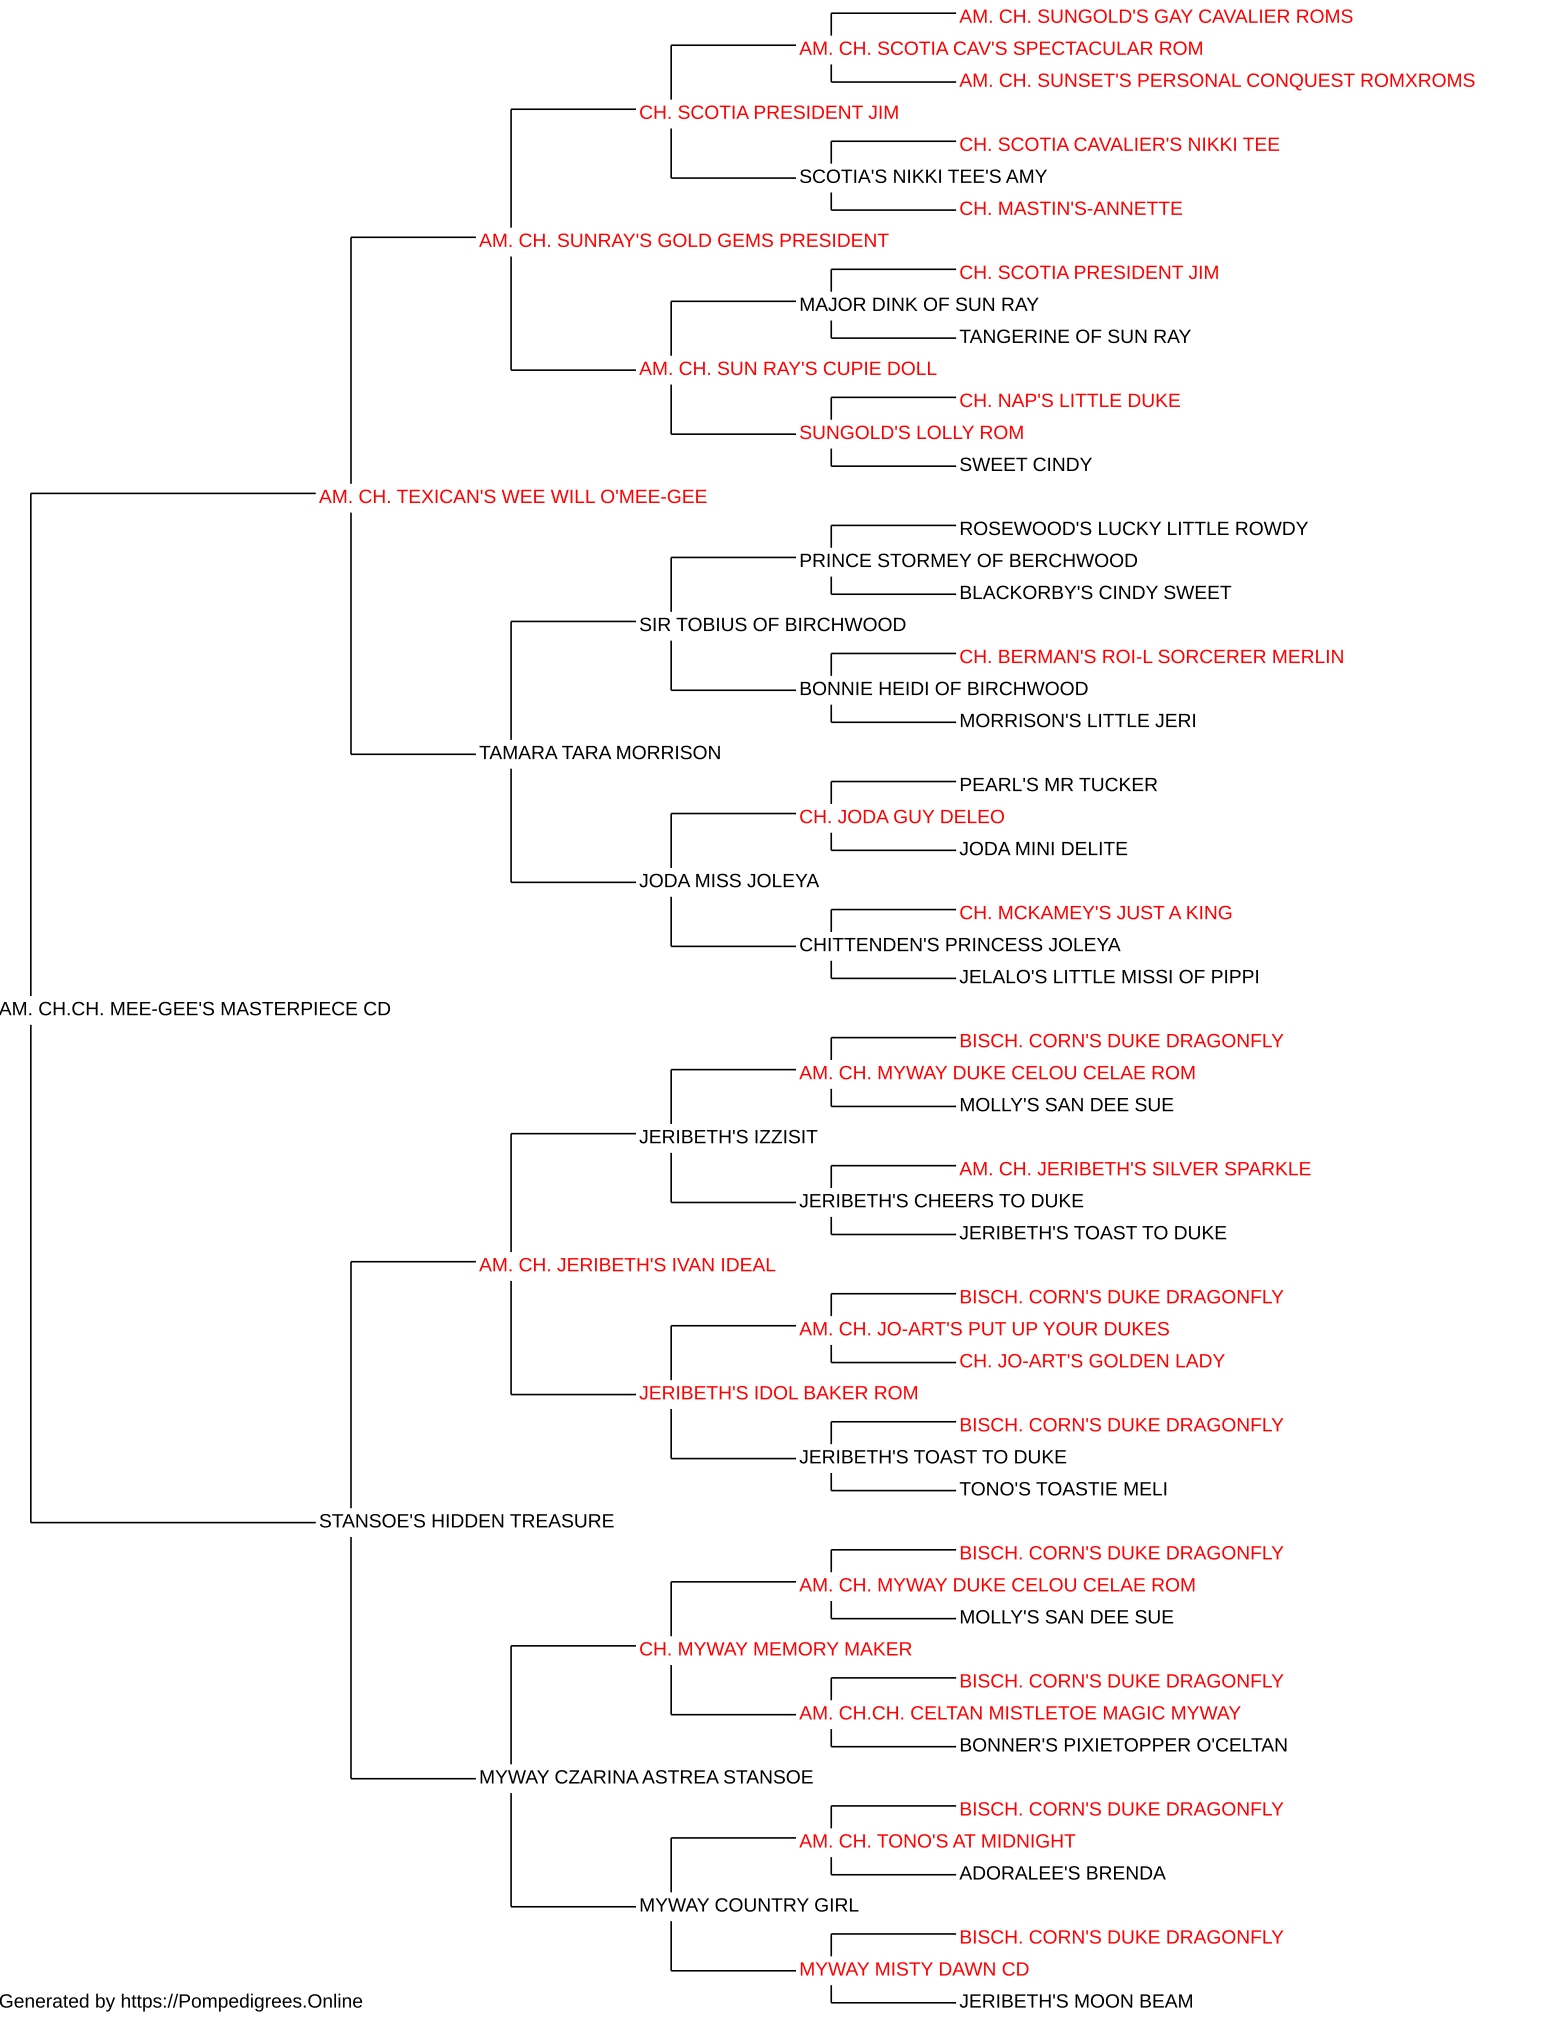 AM. CH. SUNGOLD'S GAY CAVALIER ROMS
AM. CH. SCOTIA CAV'S SPECTACULAR ROM
AM. CH. SUNSET'S PERSONAL CONQUEST ROMXROMS
CH. SCOTIA PRESIDENT JIM
CH. SCOTIA CAVALIER'S NIKKI TEE
SCOTIA'S NIKKI TEE'S AMY
CH. MASTIN'S-ANNETTE
AM. CH. SUNRAY'S GOLD GEMS PRESIDENT
CH. SCOTIA PRESIDENT JIM
MAJOR DINK OF SUN RAY
TANGERINE OF SUN RAY
AM. CH. SUN RAY'S CUPIE DOLL
CH. NAP'S LITTLE DUKE
SUNGOLD'S LOLLY ROM
SWEET CINDY
AM. CH. TEXICAN'S WEE WILL O'MEE-GEE
ROSEWOOD'S LUCKY LITTLE ROWDY
PRINCE STORMEY OF BERCHWOOD
BLACKORBY'S CINDY SWEET
SIR TOBIUS OF BIRCHWOOD
CH. BERMAN'S ROI-L SORCERER MERLIN
BONNIE HEIDI OF BIRCHWOOD
MORRISON'S LITTLE JERI
TAMARA TARA MORRISON
PEARL'S MR TUCKER
CH. JODA GUY DELEO
JODA MINI DELITE
JODA MISS JOLEYA
CH. MCKAMEY'S JUST A KING
CHITTENDEN'S PRINCESS JOLEYA
JELALO'S LITTLE MISSI OF PIPPI
AM. CH.CH. MEE-GEE'S MASTERPIECE CD
BISCH. CORN'S DUKE DRAGONFLY
AM. CH. MYWAY DUKE CELOU CELAE ROM
MOLLY'S SAN DEE SUE
JERIBETH'S IZZISIT
AM. CH. JERIBETH'S SILVER SPARKLE
JERIBETH'S CHEERS TO DUKE
JERIBETH'S TOAST TO DUKE
AM. CH. JERIBETH'S IVAN IDEAL
BISCH. CORN'S DUKE DRAGONFLY
AM. CH. JO-ART'S PUT UP YOUR DUKES
CH. JO-ART'S GOLDEN LADY
JERIBETH'S IDOL BAKER ROM
BISCH. CORN'S DUKE DRAGONFLY
JERIBETH'S TOAST TO DUKE
TONO'S TOASTIE MELI
STANSOE'S HIDDEN TREASURE
BISCH. CORN'S DUKE DRAGONFLY
AM. CH. MYWAY DUKE CELOU CELAE ROM
MOLLY'S SAN DEE SUE
CH. MYWAY MEMORY MAKER
BISCH. CORN'S DUKE DRAGONFLY
AM. CH.CH. CELTAN MISTLETOE MAGIC MYWAY
BONNER'S PIXIETOPPER O'CELTAN
MYWAY CZARINA ASTREA STANSOE
BISCH. CORN'S DUKE DRAGONFLY
AM. CH. TONO'S AT MIDNIGHT
ADORALEE'S BRENDA
MYWAY COUNTRY GIRL
BISCH. CORN'S DUKE DRAGONFLY
MYWAY MISTY DAWN CD
JERIBETH'S MOON BEAM
Generated by https://Pompedigrees.Online